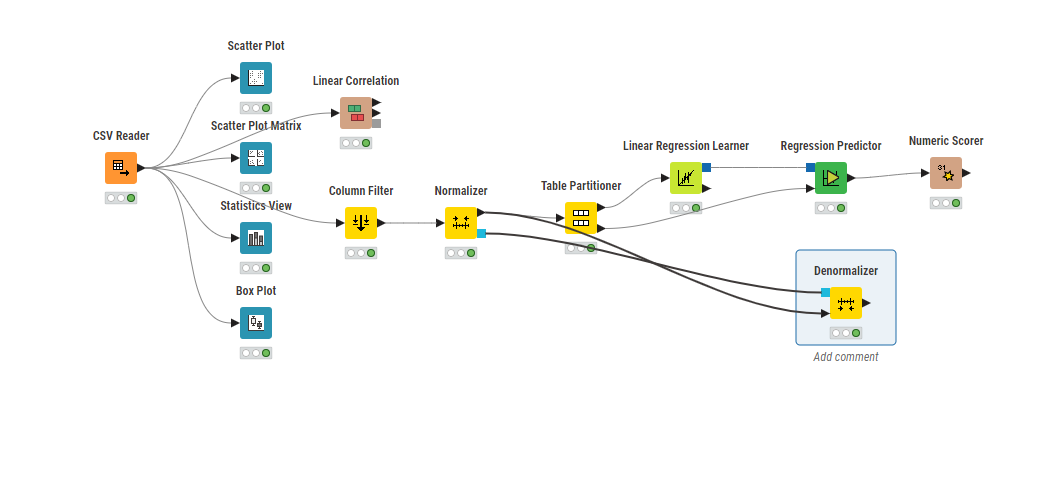 Scatter Plot
Linear Correlation
CSV Reader
Scatter Plot Matrix
Linear Regression Learner
Regression Predictor
Numeric Scorer
31
Column Filter
Normalizer
Table Partitioner
Statistics View
Denormalizer
Box Plot
Add comment